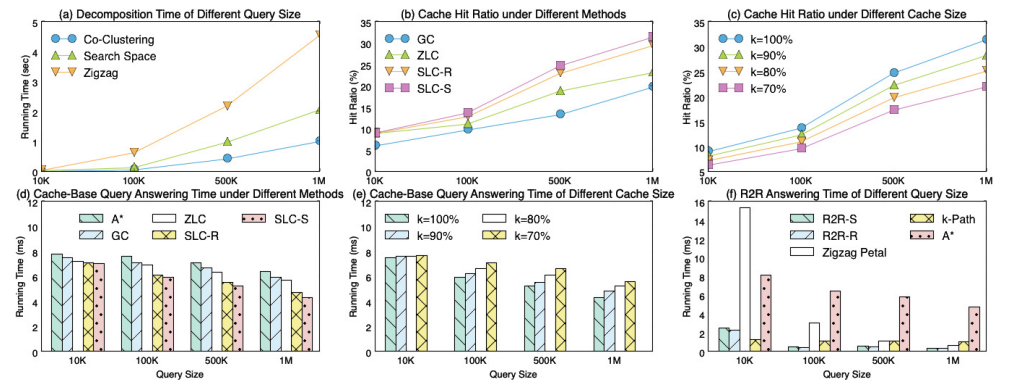 (a) Decomposition Time of Different Query Size
Running Time (sec)
5
4
3
2
1
0
Co-Clustering
Search Space
Zigzag
10K 100K 500K 1M
(b) Cache Hit Ratio under Different Methods
Hit Ratio (%)
35
30
25
20
15
10
5
0
GC
ZLC
SLC-R
SLC-S
10K 100K 500K 1M
(c) Cache Hit Ratio under Different Cache Size
Hit Ratio (%)
35
30
25
20
15
10
5
k=100%
k=90%
k=80%
k=70%
10K 100K 500K 1M
(d) Cache-Base Query Answering Time under Different Methods
Running Time (ms)
12
10
8
6
4
2
0
A* ZLC SLC-S
GC SLC-R
10K 100K 500K 1M
Query Size
(e) Cache-Base Query Answering Time of Different Cache Size
Running Time (ms)
12
10
8
6
4
2
0
k=100% k=80%
k=90% k=70%
10K 100K 500K 1M
Query Size
(f) R2R Answering Time of Different Query Size
Running Time (ms)
16
14
12
10
8
6
4
2
0
R2R-S k-Path
R2R-R A*
Zigzag Petal
10K 100K 500K 1M
Query Size